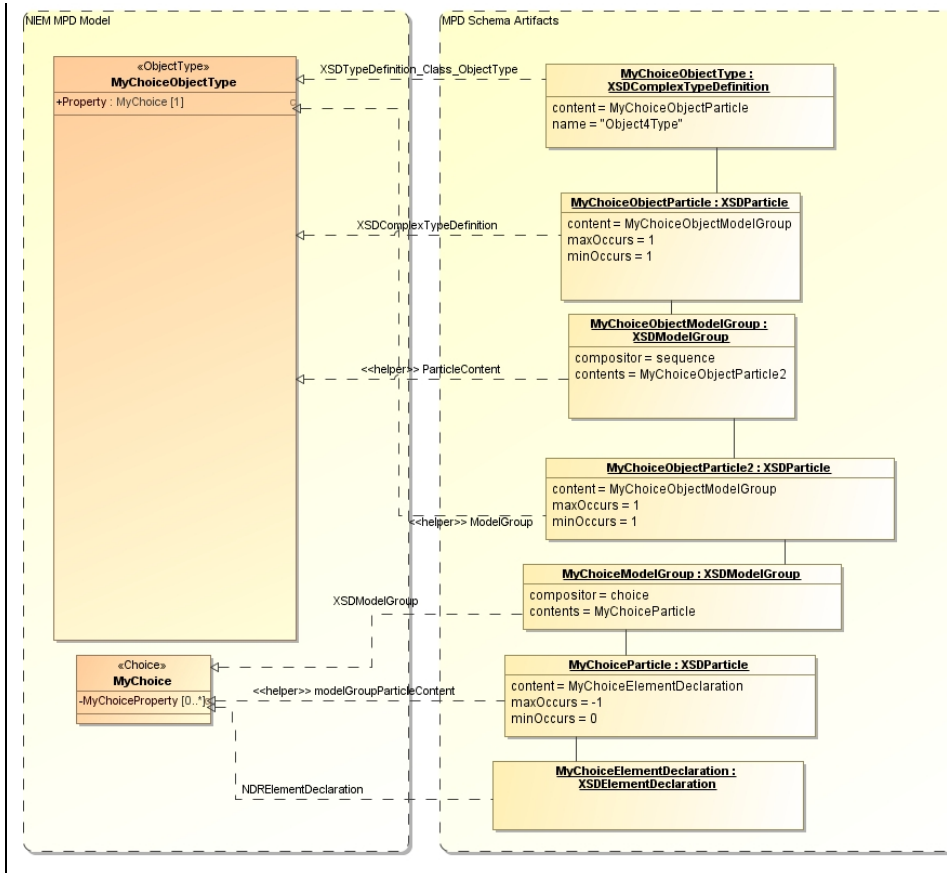 NIEM MPD Model
MPD Schema Artifacts
«ObjectType»
MyChoiceObjectType
+Property : MyChoice [1]
XSDTypeDefinition_Class_ObjectType
MyChoiceObjectType :
XSDComplexTypeDefinition
content = MyChoiceObjectParticle
name = "Object4Type"
XSDComplexTypeDefinition
MyChoiceObjectParticle : XSDParticle
content = MyChoiceObjectModelGroup
maxOccurs = 1
minOccurs = 1
<<helper>> ParticleContent
MyChoiceObjectModelGroup :
XSDModelGroup
compositor = sequence
contents = MyChoiceObjectParticle2
<<helper>> ModelGroup
MyChoiceObjectParticle2 : XSDParticle
content = MyChoiceObjectModelGroup
maxOccurs = 1
minOccurs = 1
XSDModelGroup
MyChoiceModelGroup : XSDModelGroup
compositor = choice
contents = MyChoiceParticle
«Choice»
MyChoice
-MyChoiceProperty [0..*]
<<helper>> modelGroupParticleContent
MyChoiceParticle : XSDParticle
content = MyChoiceElementDeclaration
maxOccurs = -1
minOccurs = 0
NDRElementDeclaration
MyChoiceElementDeclaration :
XSDElementDeclaration